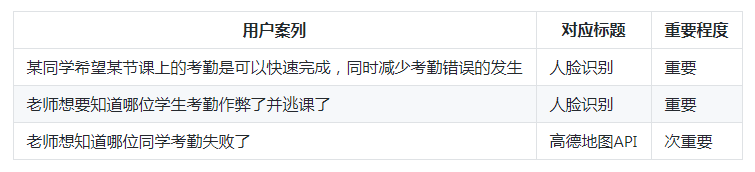 用户案列 对应标题 重要程度
某同学希望某节课上的考勤是可以快速完成，同时减少考勤错误的发生 人脸识别 重要
老师想要知道哪位学生考勤作弊了并逃课了 人脸识别 重要
老师想知道哪位同学考勤失败了 高德地图API 次重要